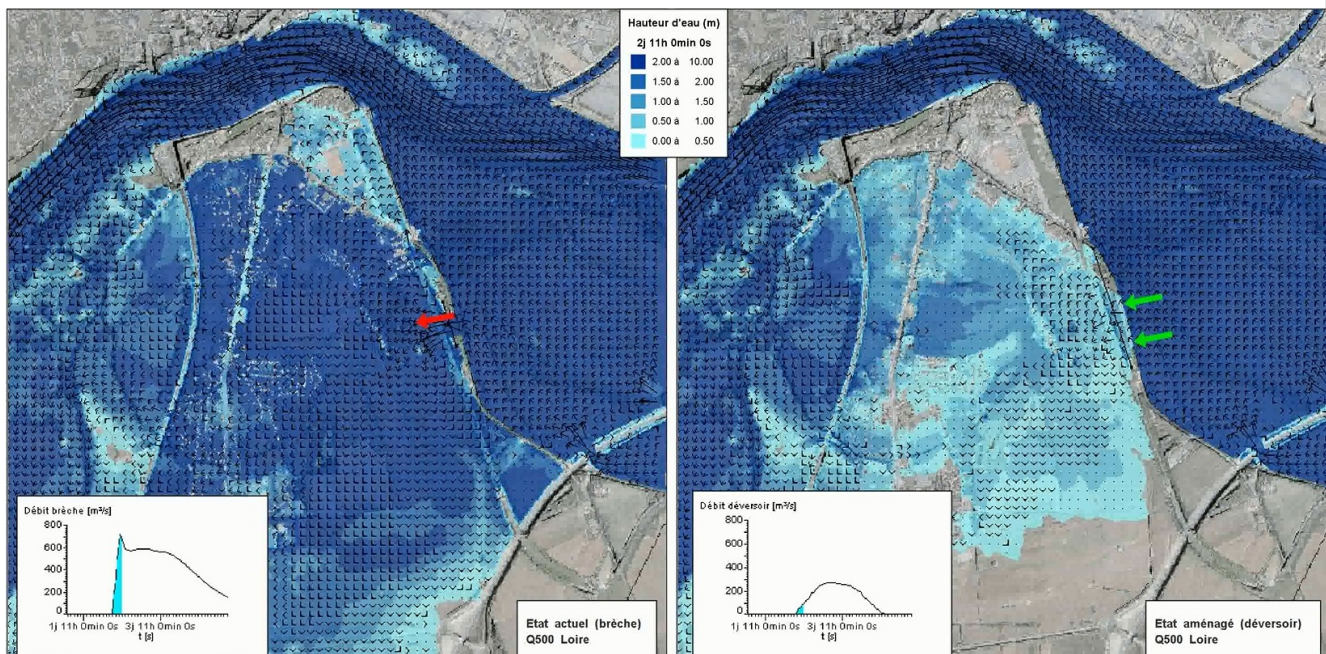 Hauteur d'eau (m)
2j 11h 0min 0s
2.00 à 10.00
1.50 à 2.00
1.00 à 1.50
0.50 à 1.00
0.00 à 0.50
Débit brèche [m³/s]
800
600
400
200
0
1j 11h 0min 0s 3j 11h 0min 0s
t [s]
Etat actuel (brèche)
Q500 Loire
Débit déversoir [m³/s]
800
600
400
200
0
1j 11h 0min 0s 3j 11h 0min 0s
t [s]
Etat aménagé (déversoir)
Q500 Loire